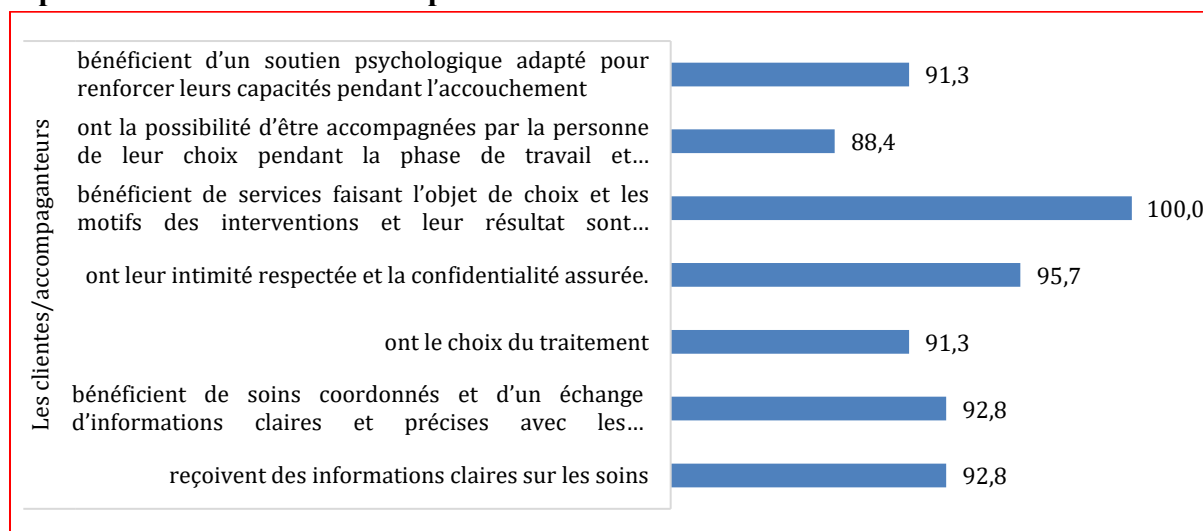 Les clientes/accompaganteurs
bénéficient d'un soutien psychologique adapté pour
renforcer leurs capacités pendant l'accouchement
91,3
ont la possibilité d'être accompagnées par la personne
de leur choix pendant la phase de travail et…
88,4
bénéficient de services faisant l'objet de choix et les
motifs des interventions et leur résultat sont…
100,0
ont leur intimité respectée et la confidentialité assurée.
95,7
ont le choix du traitement
91,3
bénéficient de soins coordonnés et d'un échange
d'informations claires et précises avec les…
92,8
reçoivent des informations claires sur les soins
92,8